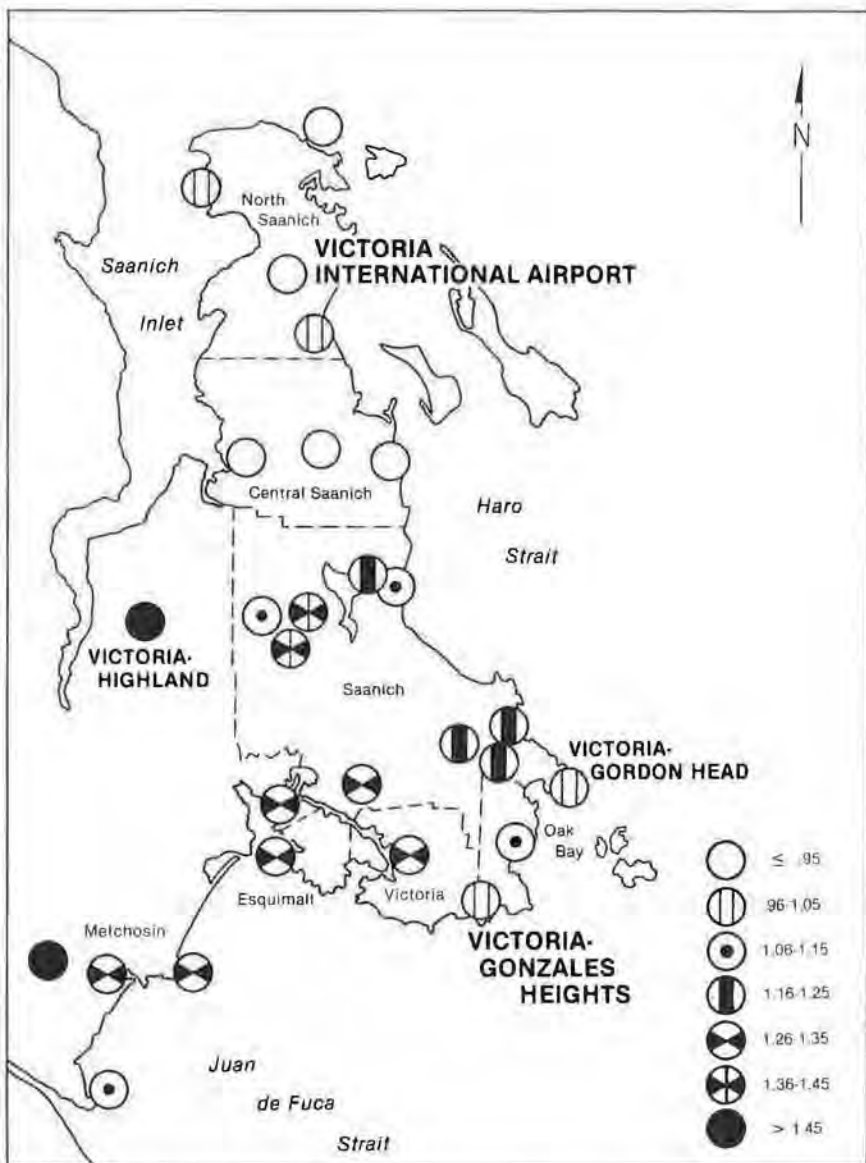 N
North
Saanich
VICTORIA
INTERNATIONAL AIRPORT
Saanich
Inlet
Central Saanich
Haro
Strait
VICTORIA-
HIGHLAND
Saanich
VICTORIA-
GORDON HEAD
Oak
Bay
Esquimalt
Victoria
Metchosin
VICTORIA-
GONZALES
HEIGHTS
Juan
de Fuca
Strait
≤ .95
.96-1.05
1.06-1.15
1.16-1.25
1.26-1.35
1.36-1.45
> 1.45